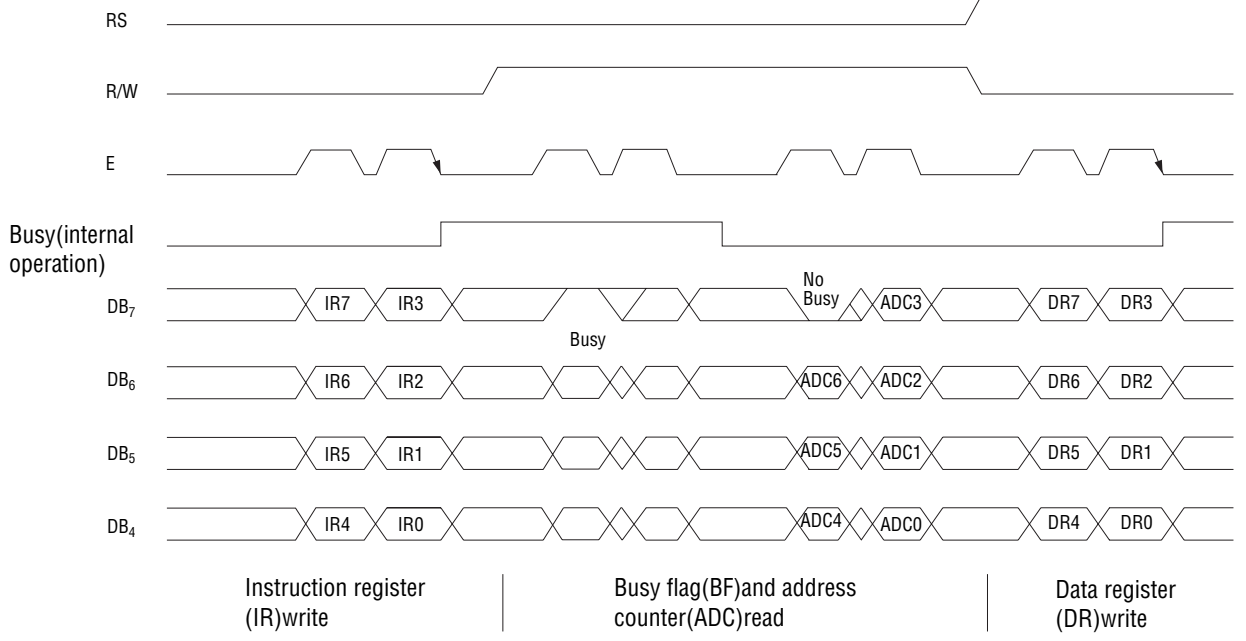 RS
R/W
E
Busy(internal
operation)
DB7 IR7 IR3 No
Busy ADC3 DR7 DR3
Busy
DB6 IR6 IR2 ADC6 ADC2 DR6 DR2
DB5 IR5 IR1 ADC5 ADC1 DR5 DR1
DB4 IR4 IR0 ADC4 ADC0 DR4 DR0
Instruction register
(IR)write
Busy flag(BF)and address
counter(ADC)read
Data register
(DR)write